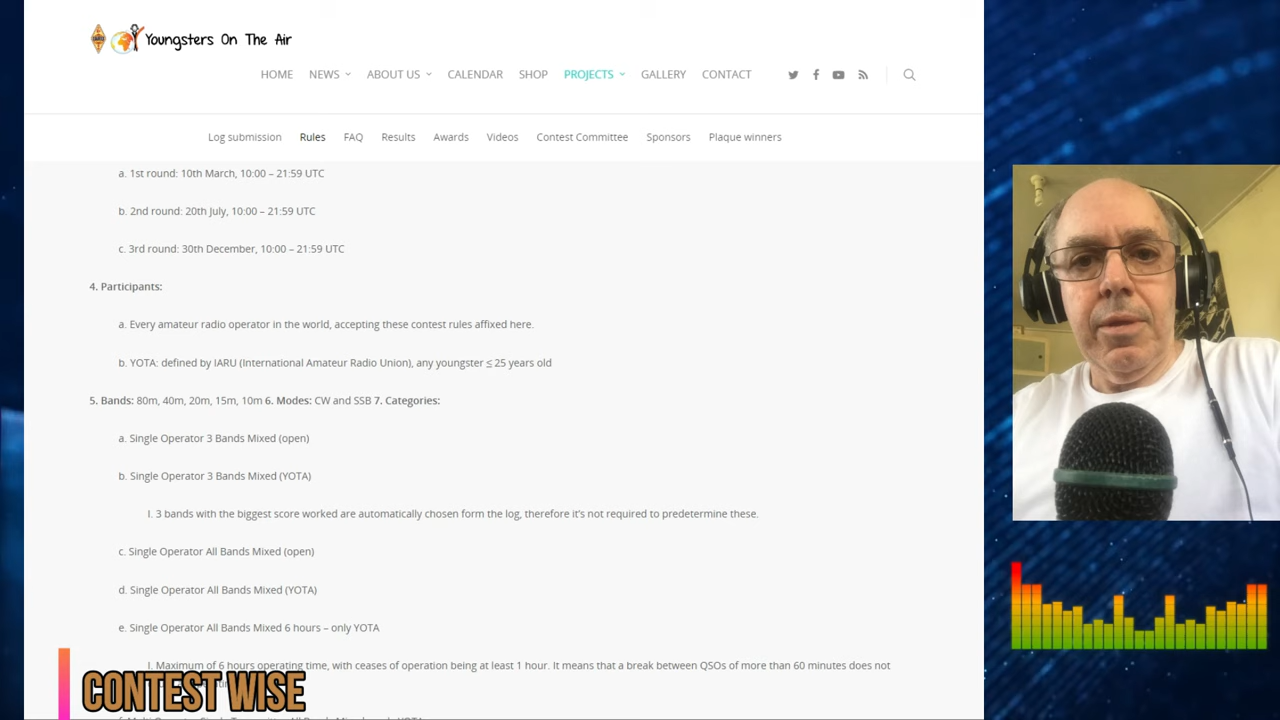 Youngsters On The Air
HOME NEWS ABOUT US CALENDAR SHOP PROJECTS GALLERY CONTACT
Log submission Rules FAQ Results Awards Videos Contest Committee Sponsors Plaque winners
a. 1st round: 10th March, 10:00 – 21:59 UTC
b. 2nd round: 20th July, 10:00 – 21:59 UTC
c. 3rd round: 30th December, 10:00 – 21:59 UTC
4. Participants:
a. Every amateur radio operator in the world, accepting these contest rules affixed here.
b. YOTA: defined by IARU (International Amateur Radio Union), any youngster ≤ 25 years old
5. Bands: 80m, 40m, 20m, 15m, 10m 6. Modes: CW and SSB 7. Categories:
a. Single Operator 3 Bands Mixed (open)
b. Single Operator 3 Bands Mixed (YOTA)
I. 3 bands with the biggest score worked are automatically chosen form the log, therefore it's not required to predetermine these.
c. Single Operator All Bands Mixed (open)
d. Single Operator All Bands Mixed (YOTA)
e. Single Operator All Bands Mixed 6 hours – only YOTA
I. Maximum of 6 hours operating time, with ceases of operation being at least 1 hour. It means that a break between QSOs of more than 60 minutes does not
CONTEST WISE